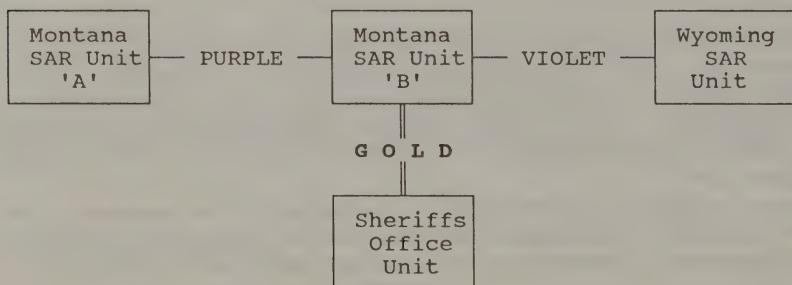 Montana
SAR Unit
'A'
PURPLE
Montana
SAR Unit
'B'
VIOLET
Wyoming
SAR
Unit
G O L D
Sheriffs
Office
Unit